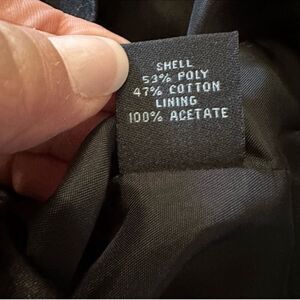 SHELL
53% POLY
47% COTTON
LINING
100% ACETATE